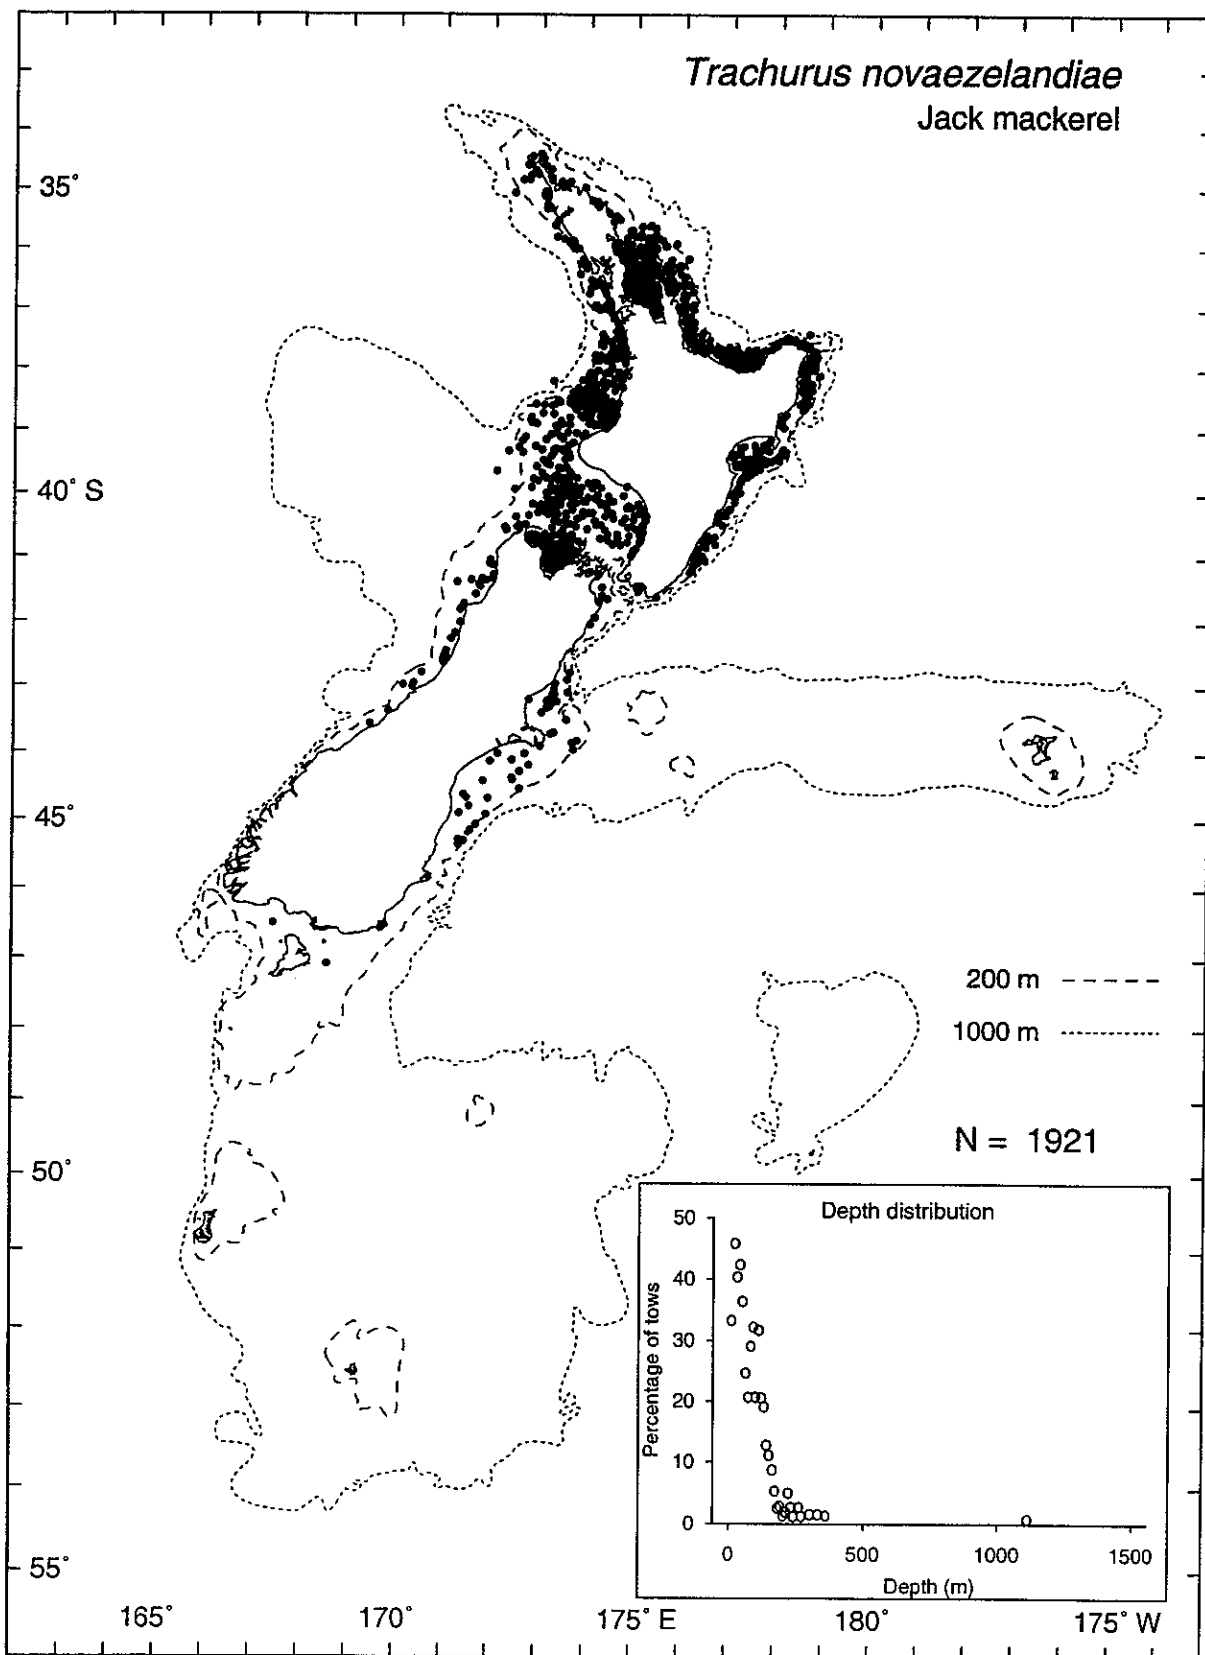 Trachurus novaezelandiae
Jack mackerel
35°
40° S
45°
200 m
1000 m
N = 1921
50°
Depth distribution
50
40
30
20
10
0
Percentage of tows
0 500 1000 1500
Depth (m)
55°
165° 170° 175° E 180° 175° W